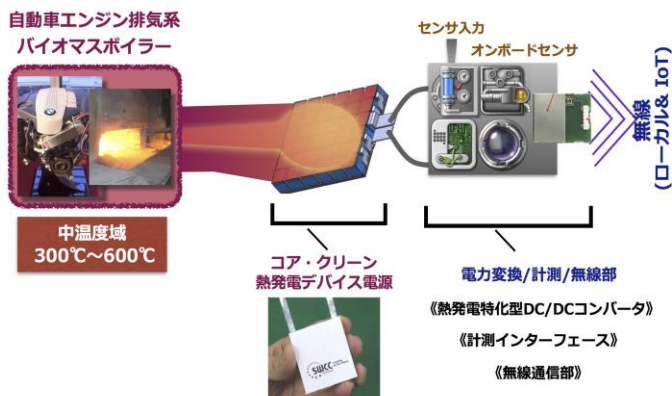 自動車エンジン排気系
バイオマスボイラー
中温度域
300℃～600℃
センサ入力
オンボードセンサ
無線
(ローカル& IoT)
コア・クリーン
熱発電デバイス電源
SWCC
電力変換/計測/無線部
《熱発電特化型DC/DCコンバータ》
《計測インターフェース》
《無線通信部》